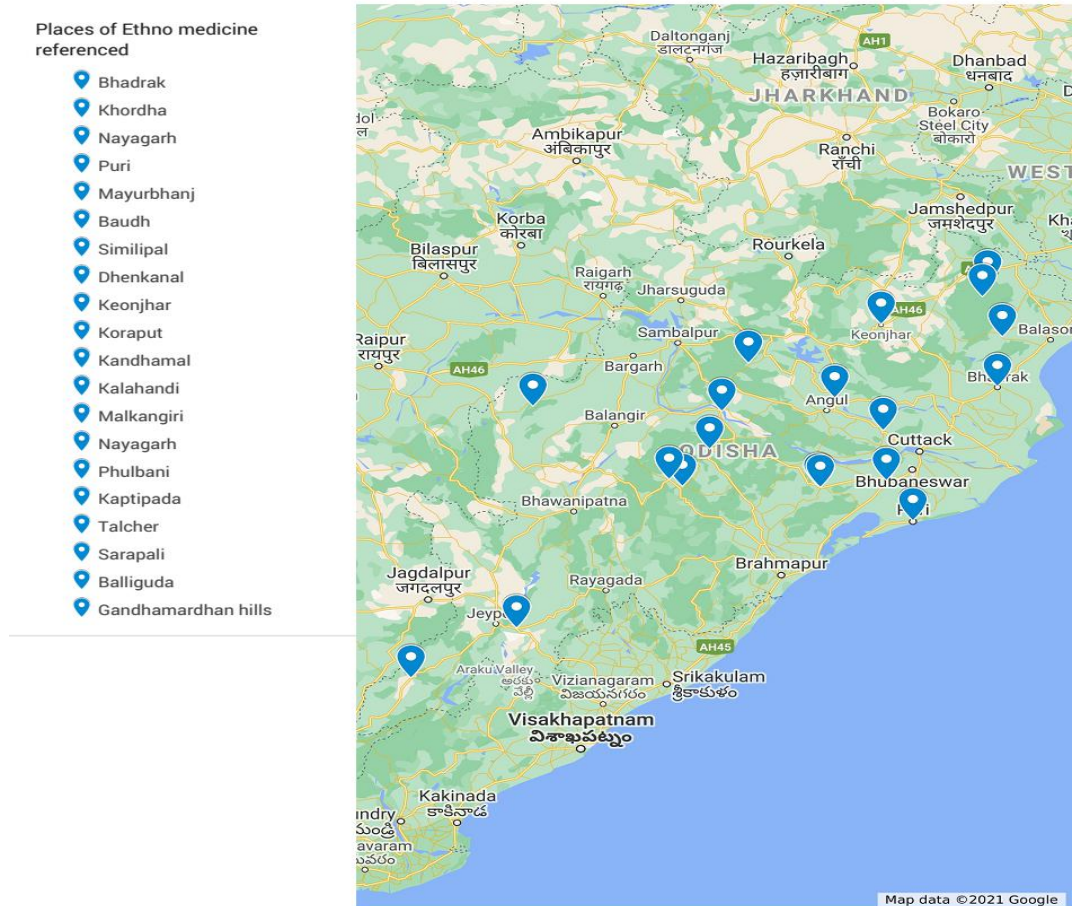 Places of Ethno medicine
referenced
Bhadrak
Khordha
Nayagarh
Puri
Mayurbhanj
Baudh
Similipal
Dhenkanal
Keonjhar
Koraput
Kandhamal
Kalahandi
Malkangiri
Nayagarh
Phulbani
Kaptipada
Talcher
Sarapali
Balliguda
Gandhamardhan hills
Daltonganj
डालटनगंज
AH1
Hazaribagh
हज़ारीबाग
Dhanbad
धनबाद
JHARKHAND
Bokaro
Steel City
बोकारो
Ambikapur
अंबिकापुर
Ranchi
राँची
WEST
Jamshedpur
जमशेदपुर
Korba
कोरबा
Rourkela
Bilaspur
बिलासपुर
Raigarh
रायगढ़
Jharsuguda
AH46
Keonjhar
Sambalpur
Raipur
रायपुर
AH46
Bargarh
Angul
Balangir
Cuttack
ODISHA
Bhubaneswar
Bhawanipatna
Brahmapur
Jagdalpur
जगदलपुर
Rayagada
AH45
Araku Valley
అరకు
వేలీ
Vizianagaram
విజయనగరం
Srikakulam
శ్రీకాకుళం
Visakhapatnam
విశాఖపట్నం
Kakinada
కాకినాడ
Map data ©2021 Google